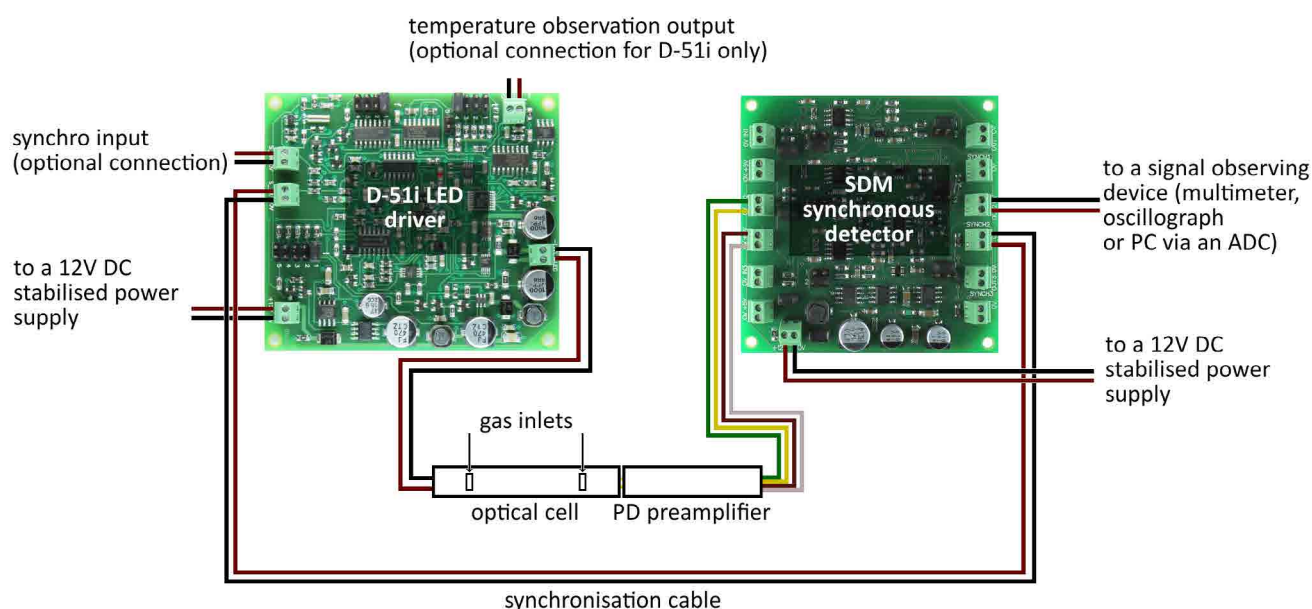 temperature observation output
(optional connection for D-51i only)
synchro input
(optional connection)
D-51i LED
driver
SDM
synchronous
detector
to a signal observing
device (multimeter,
oscillograph
or PC via an ADC)
to a 12V DC
stabilised power
supply
to a 12V DC
stabilised power
supply
gas inlets
optical cell
PD preamplifier
synchronisation cable